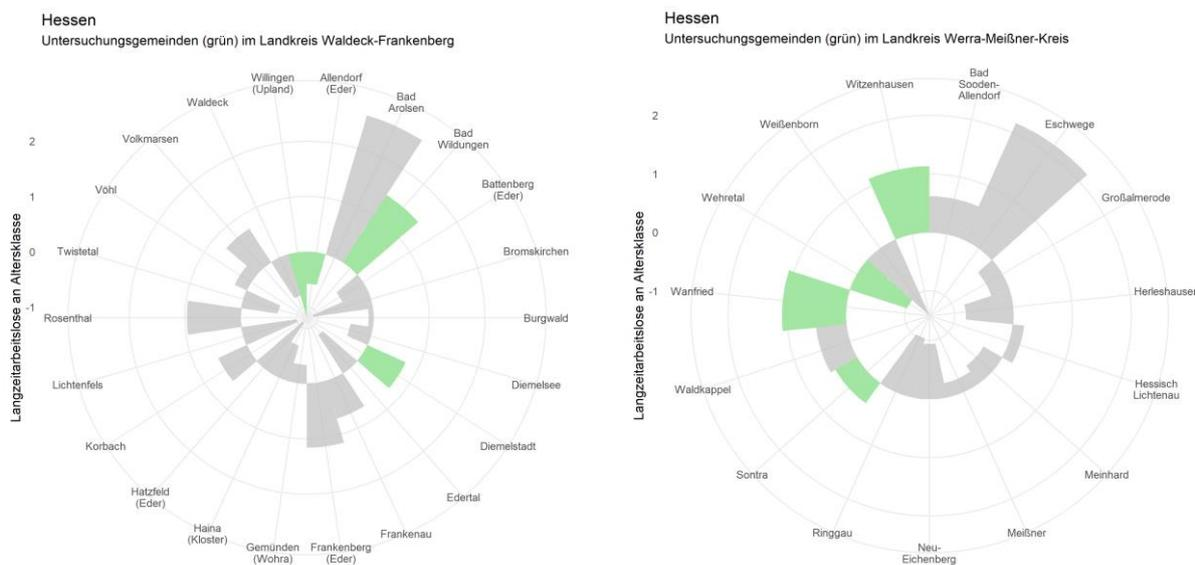 Hessen
Untersuchungsgemeinden (grün) im Landkreis Waldeck-Frankenberg
Langzeitarbeitslose an Altersklasse
2
1
0
-1
Willingen
(Upland)
Allendorf
(Eder)
Bad
Arolsen
Bad
Wildungen
Battenberg
(Eder)
Bromskirchen
Burgwald
Diemelsee
Diemelstadt
Edertal
Frankenau
Frankenberg
(Eder)
Gemünden
(Wohra)
Haina
(Kloster)
Hatzfeld
(Eder)
Korbach
Lichtenfels
Rosenthal
Twistetal
Vöhl
Volkmarsen
Waldeck
Hessen
Untersuchungsgemeinden (grün) im Landkreis Werra-Meißner-Kreis
Langzeitarbeitslose an Altersklasse
2
1
0
-1
Witzenhausen
Bad
Sooden-
Allendorf
Eschwege
Großalmerode
Herleshausen
Hessisch
Lichtenau
Meinhard
Meißner
Neu-
Eichenberg
Ringgau
Sontra
Waldkappel
Wanfried
Wehretal
Weißenborn